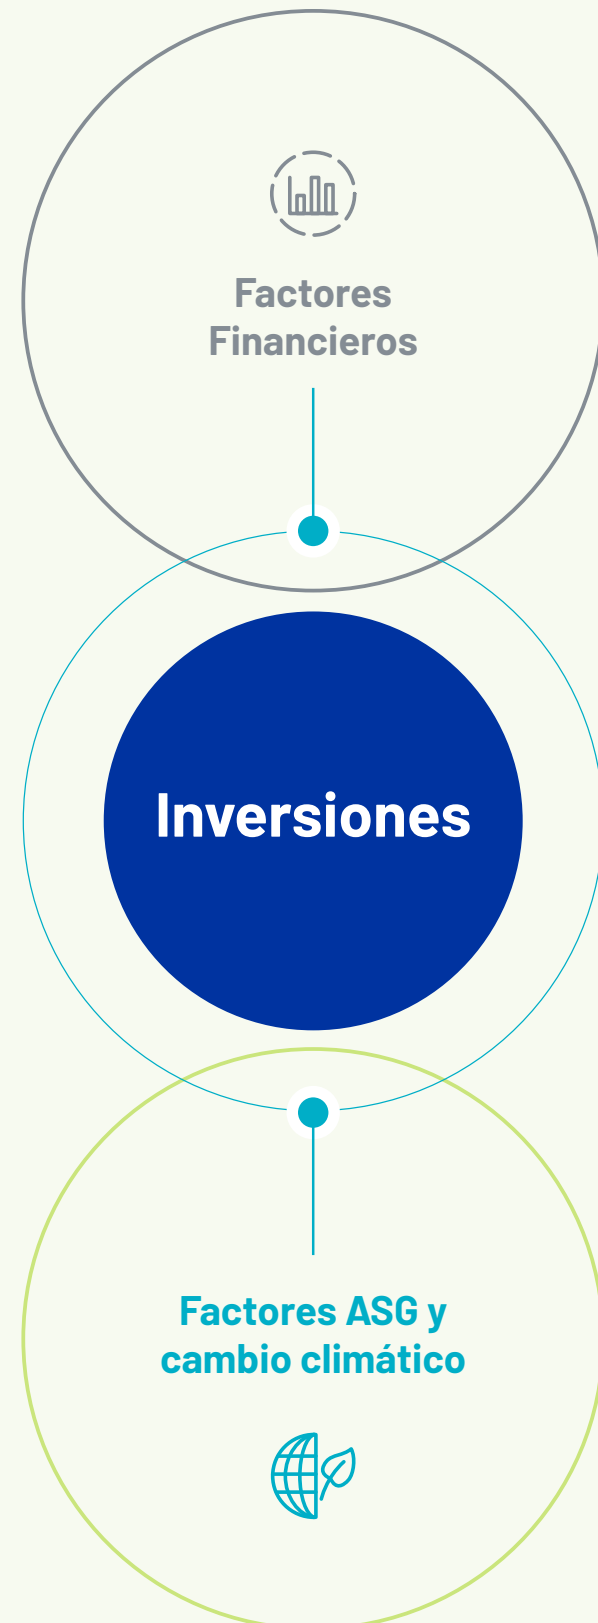 Factores
Financieros
Inversiones
Factores ASG y
cambio climático